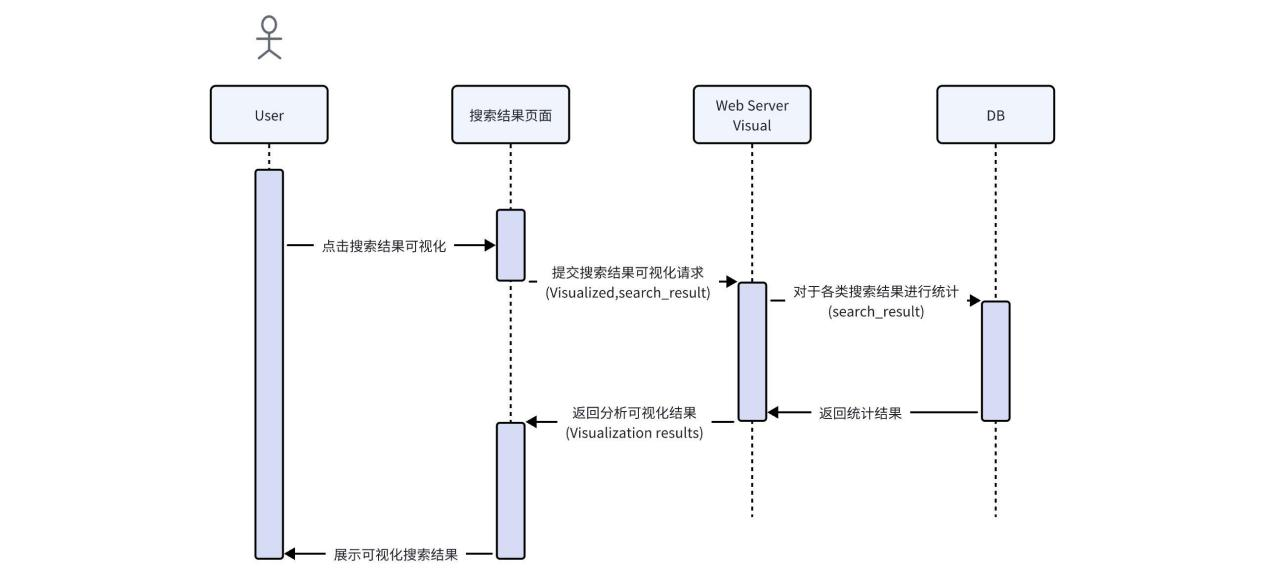 User
搜索结果页面
Web Server
Visual
DB
点击搜索结果可视化
提交搜索结果可视化请求
(Visualized,search_result)
对于各类搜索结果进行统计
(search_result)
返回统计结果
返回分析可视化结果
(Visualization results)
展示可视化搜索结果